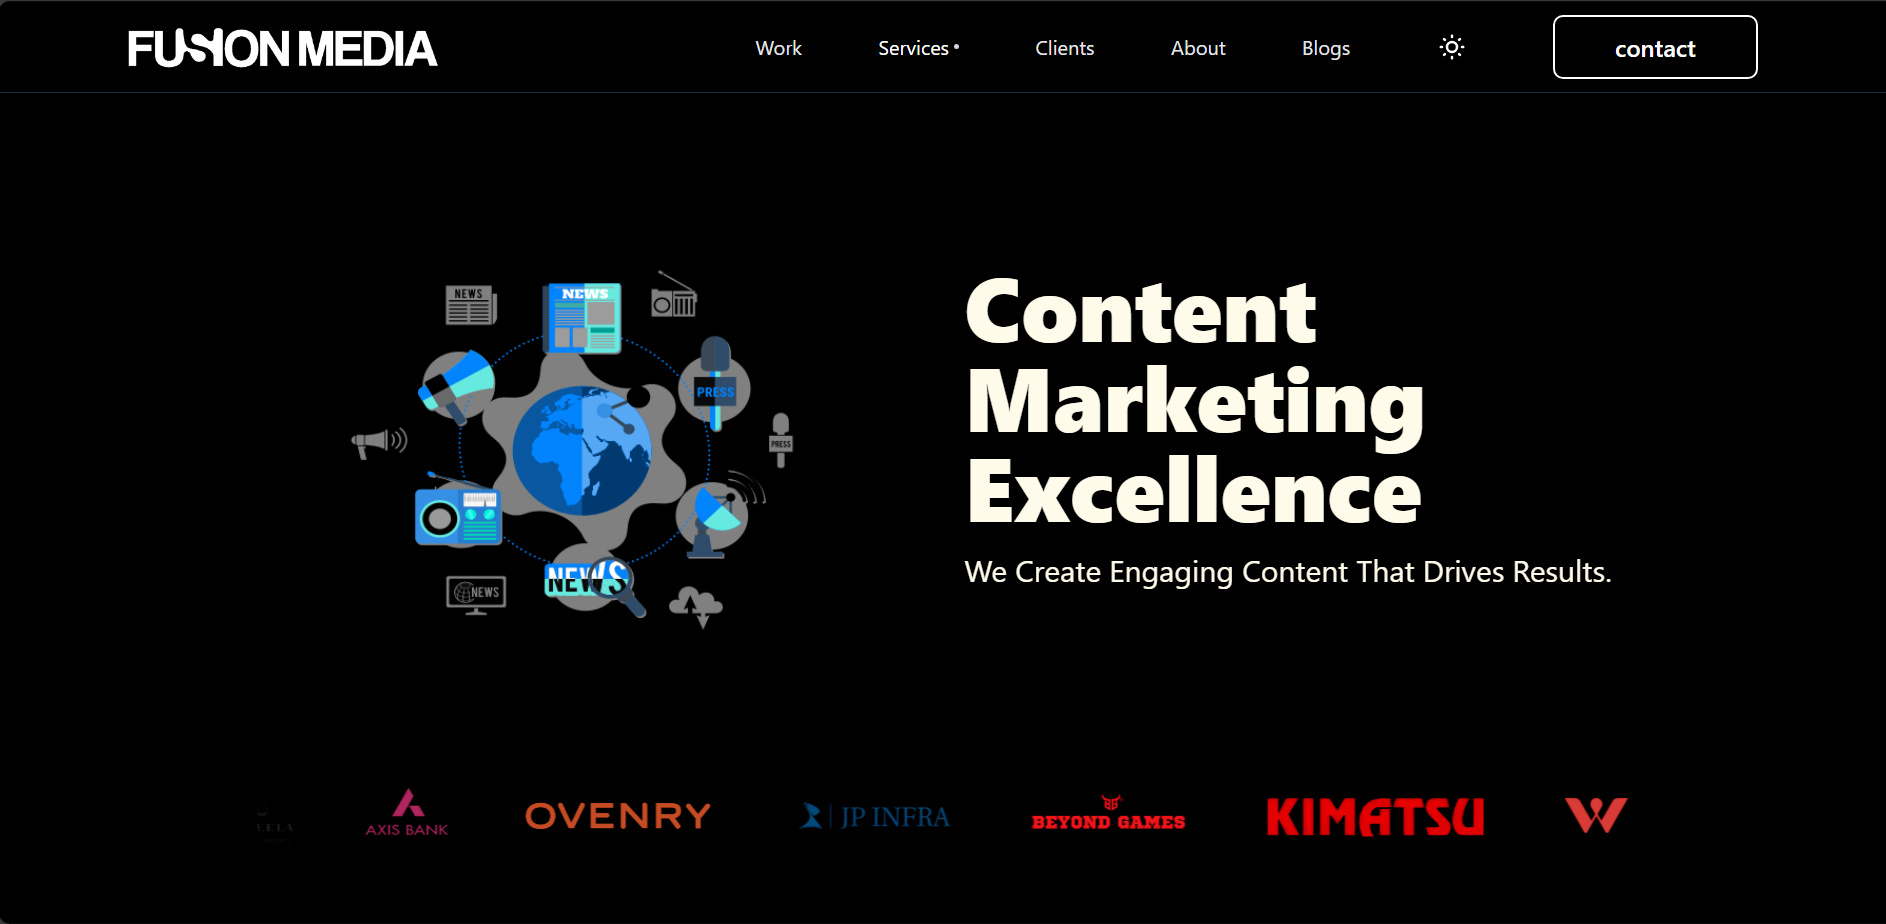 FUSION MEDIA
Work
Services
Clients
About
Blogs
contact
NEWS
NEWS
PRESS
PRESS
NEWS
NEWS
Content
Marketing
Excellence
We Create Engaging Content That Drives Results.
AXIS BANK
OVENRY
JP INFRA
BG
BEYOND GAMES
KIMATSU